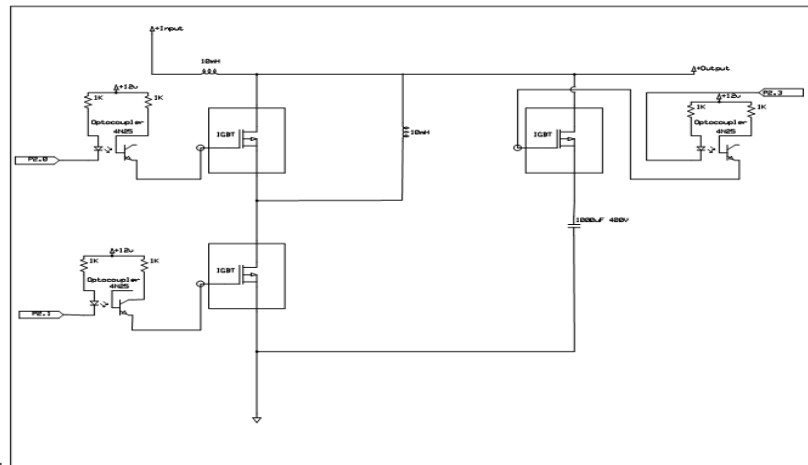 +Input
10mH
+Output
+12v
1K
1K
Optocoupler
4N25
P2.0
IGBT
10mH
IGBT
P2.3
+12v
1K
1K
Optocoupler
4N25
1000uF 400V
+12v
1K
1K
Optocoupler
4N25
P2.1
IGBT